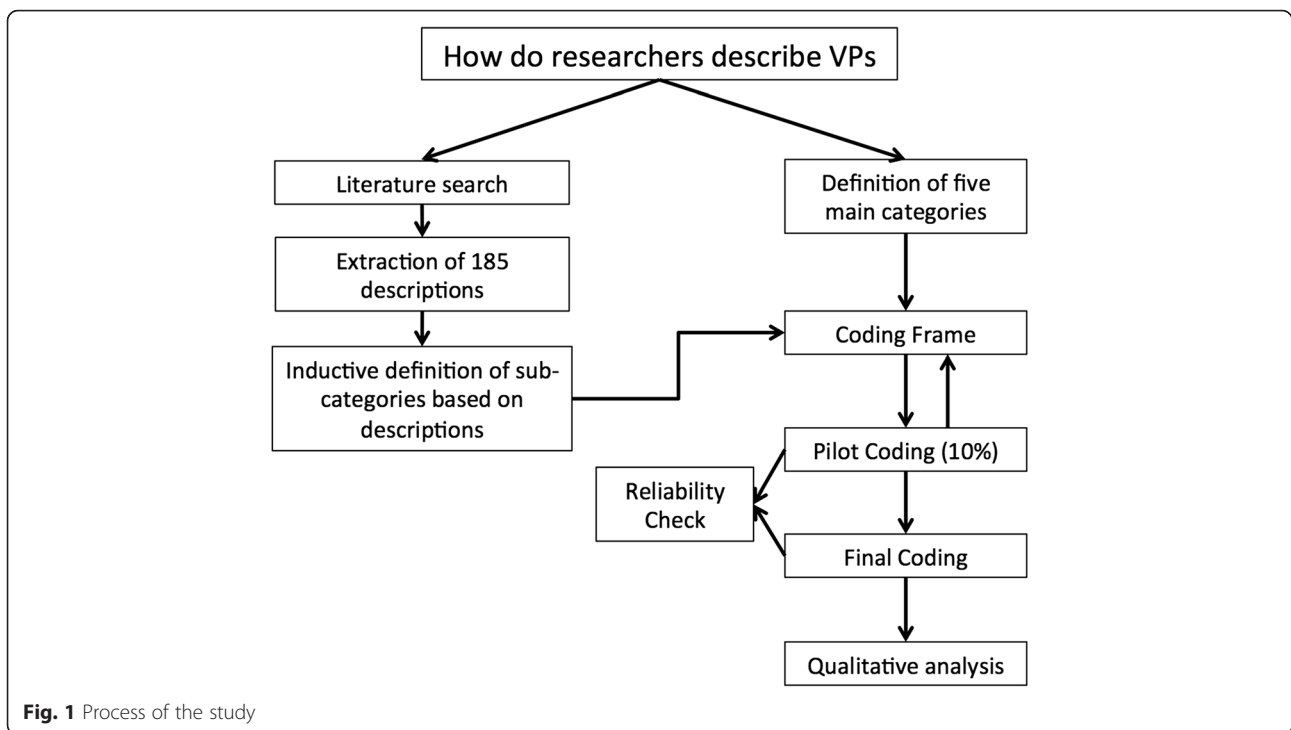 How do researchers describe VPs
Literature search
Extraction of 185
descriptions
Inductive definition of sub-
categories based on
descriptions
Definition of five
main categories
Coding Frame
Pilot Coding (10%)
Reliability
Check
Final Coding
Qualitative analysis
Fig. 1 Process of the study